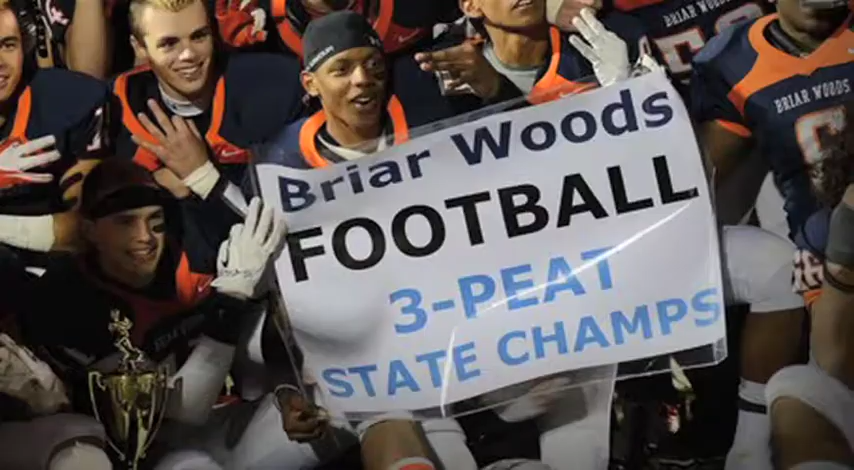 Briar Woods
FOOTBALL
3-PEAT
STATE CHAMPS
BRIAR WOODS
BRIAR WOODS